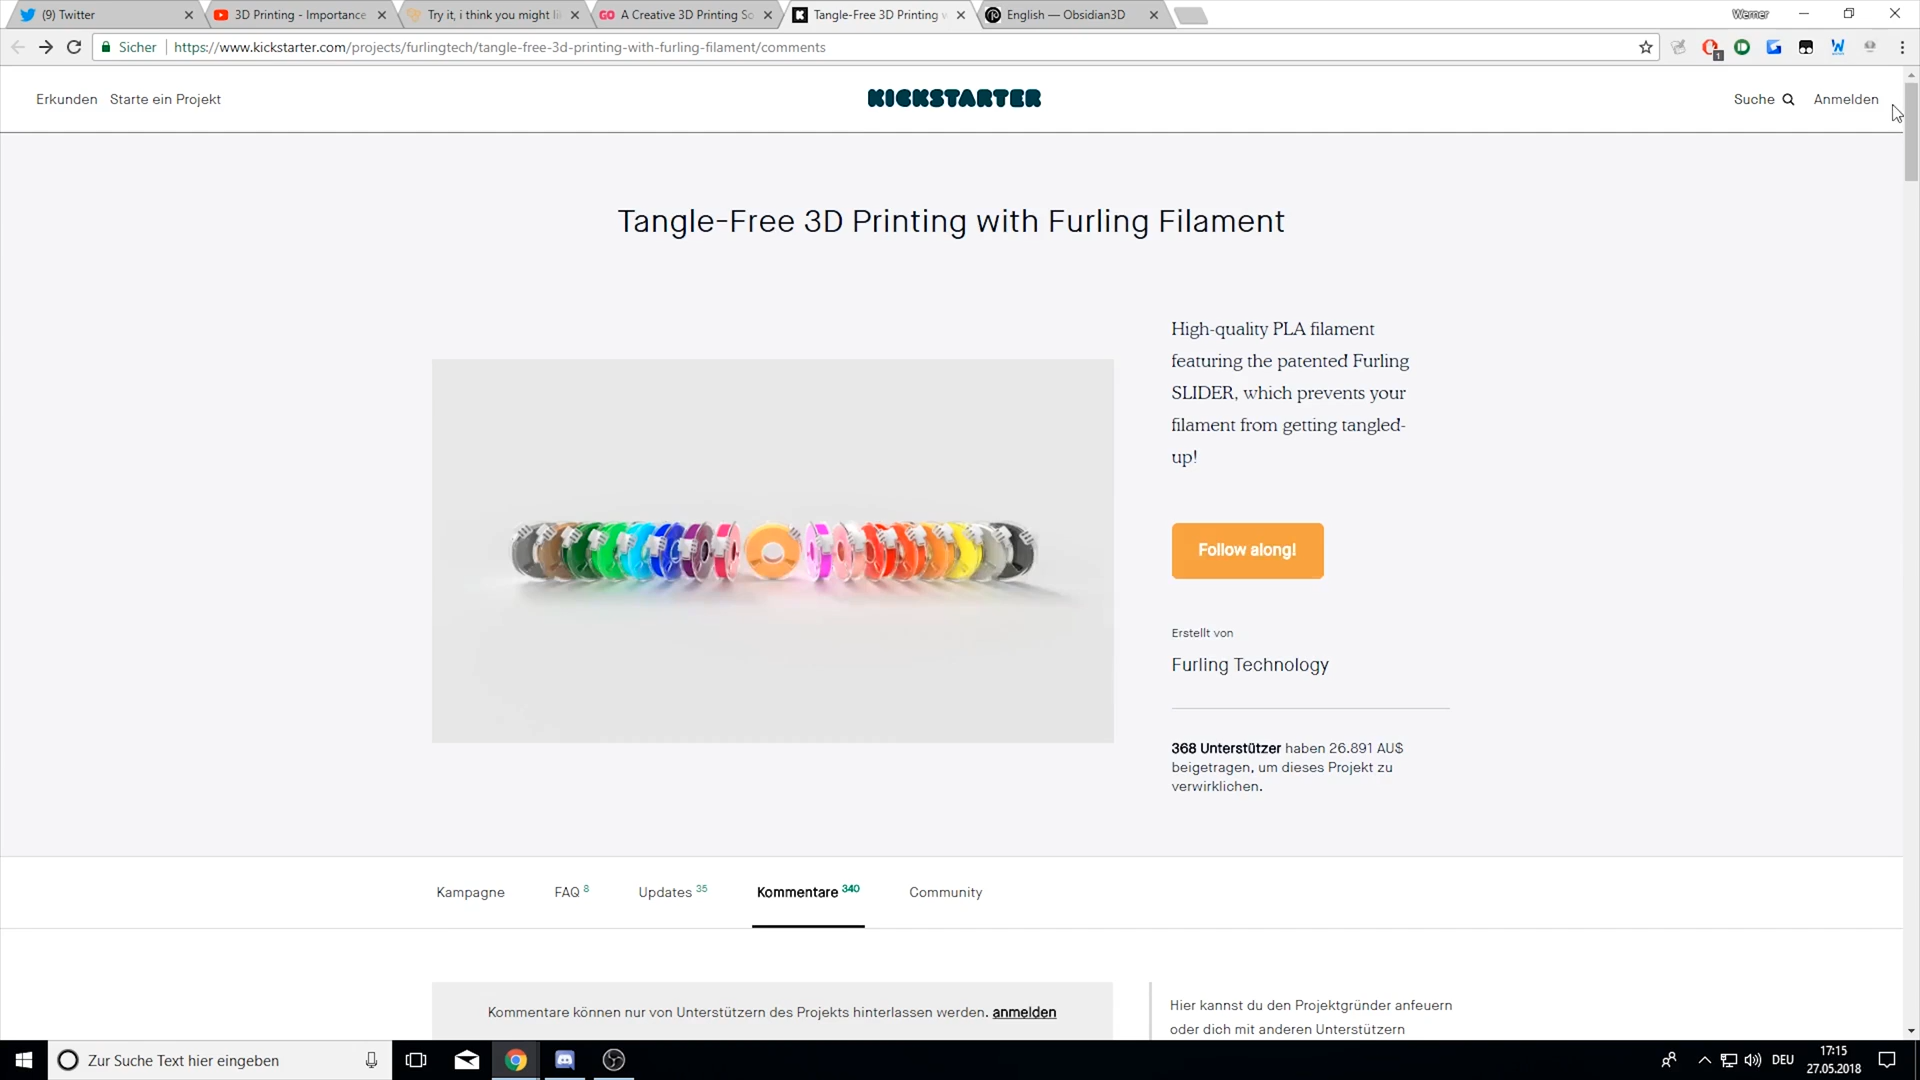 (9) Twitter
3D Printing - Importance
Try it, i think you might li
GO A Creative 3D Printing So
Tangle-Free 3D Printing w
English — Obsidian3D
Werner
Sicher
https://www.kickstarter.com/projects/furlingtech/tangle-free-3d-printing-with-furling-filament/comments
1
Erkunden
Starte ein Projekt
KICKSTARTER
Suche
Anmelden
Tangle-Free 3D Printing with Furling Filament
High-quality PLA filament
featuring the patented Furling
SLIDER, which prevents your
filament from getting tangled-
up!
Follow along!
Erstellt von
Furling Technology
368 Unterstützer haben 26.891 AU$
beigetragen, um dieses Projekt zu
verwirklichen.
Kampagne
FAQ 8
Updates 35
Kommentare 340
Community
Kommentare können nur von Unterstützern des Projekts hinterlassen werden. anmelden
Hier kannst du den Projektgründer anfeuern
oder dich mit anderen Unterstützern
Zur Suche Text hier eingeben
DEU
17:15
27.05.2018